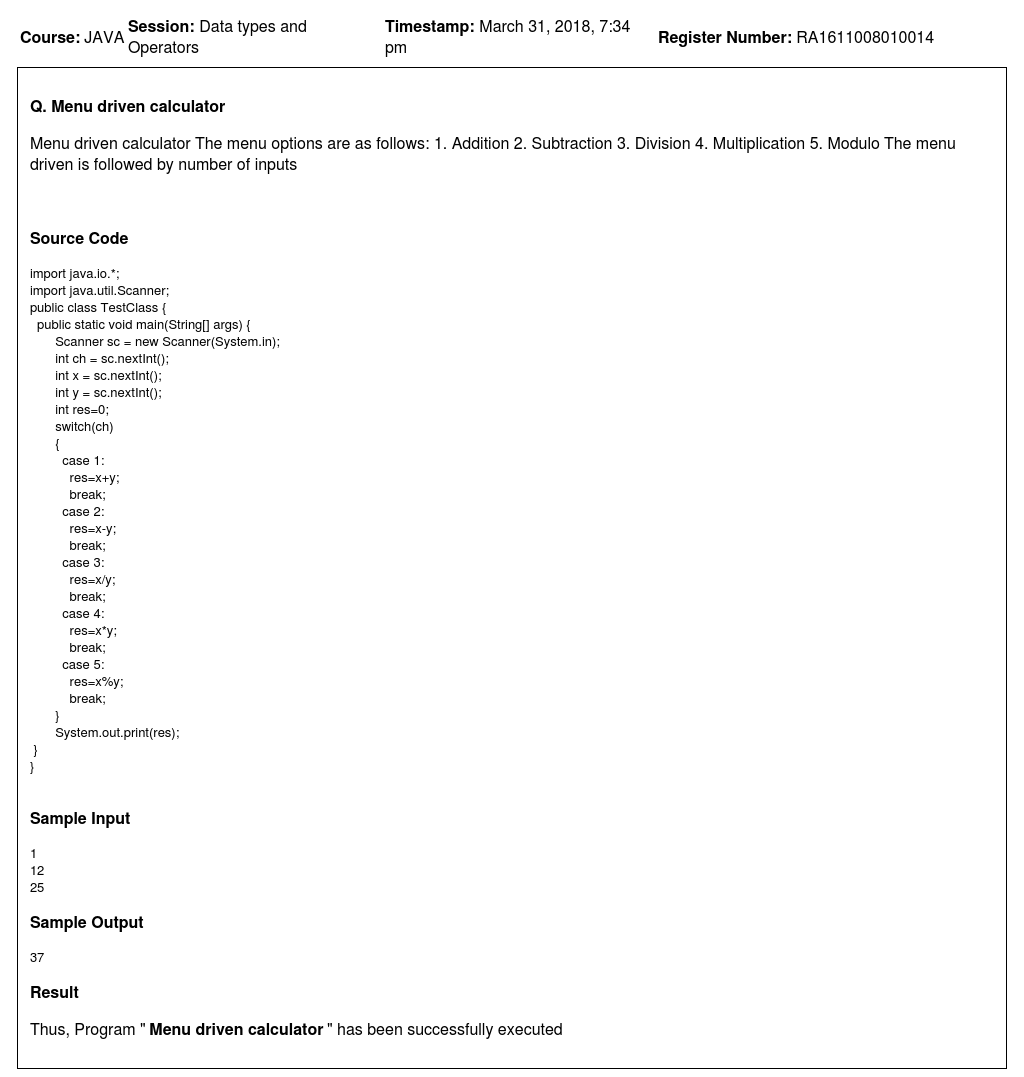 Course: JAVA Session: Data types and Operators Timestamp: March 31, 2018, 7:34 pm Register Number: RA1611008010014
Q. Menu driven calculator
Menu driven calculator The menu options are as follows: 1. Addition 2. Subtraction 3. Division 4. Multiplication 5. Modulo The menu
driven is followed by number of inputs
Source Code
import java.io.*;
import java.util.Scanner;
public class TestClass {
  public static void main(String[] args) {
       Scanner sc = new Scanner(System.in);
       int ch = sc.nextInt();
       int x = sc.nextInt();
       int y = sc.nextInt();
       int res=0;
       switch(ch)
       {
         case 1:
           res=x+y;
           break;
         case 2:
           res=x-y;
           break;
         case 3:
           res=x/y;
           break;
         case 4:
           res=x*y;
           break;
         case 5:
           res=x%y;
           break;
       }
       System.out.print(res);
 }
}
Sample Input
1
12
25
Sample Output
37
Result
Thus, Program " Menu driven calculator " has been successfully executed